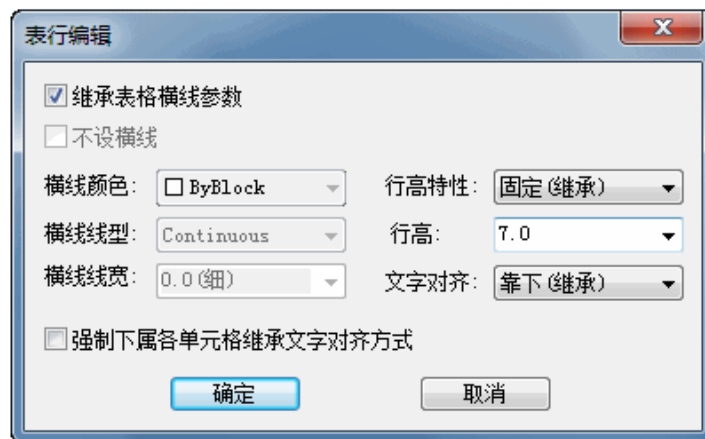 表行编辑
继承表格横线参数
不设横线
横线颜色: ByBlock 行高特性: 固定(继承)
横线线型: Continuous 行高: 7.0
横线线宽: 0.0(细) 文字对齐: 靠下(继承)
强制下属各单元格继承文字对齐方式
确定 取消